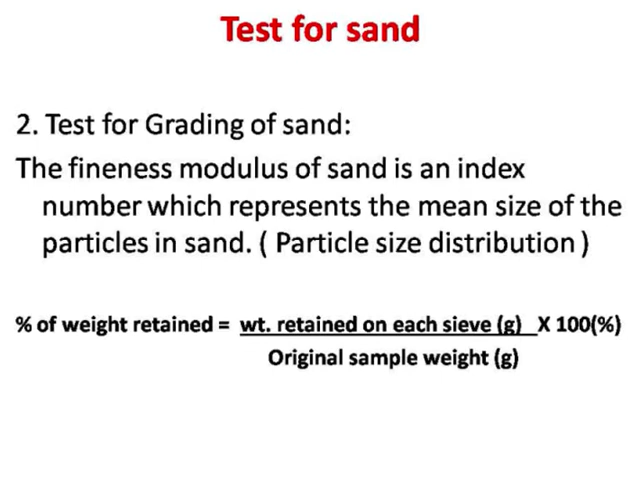 Test for sand
2. Test for Grading of sand:
The fineness modulus of sand is an index
number which represents the mean size of the
particles in sand. ( Particle size distribution )
% of weight retained = wt. retained on each sieve (g) X 100(%)
Original sample weight (g)